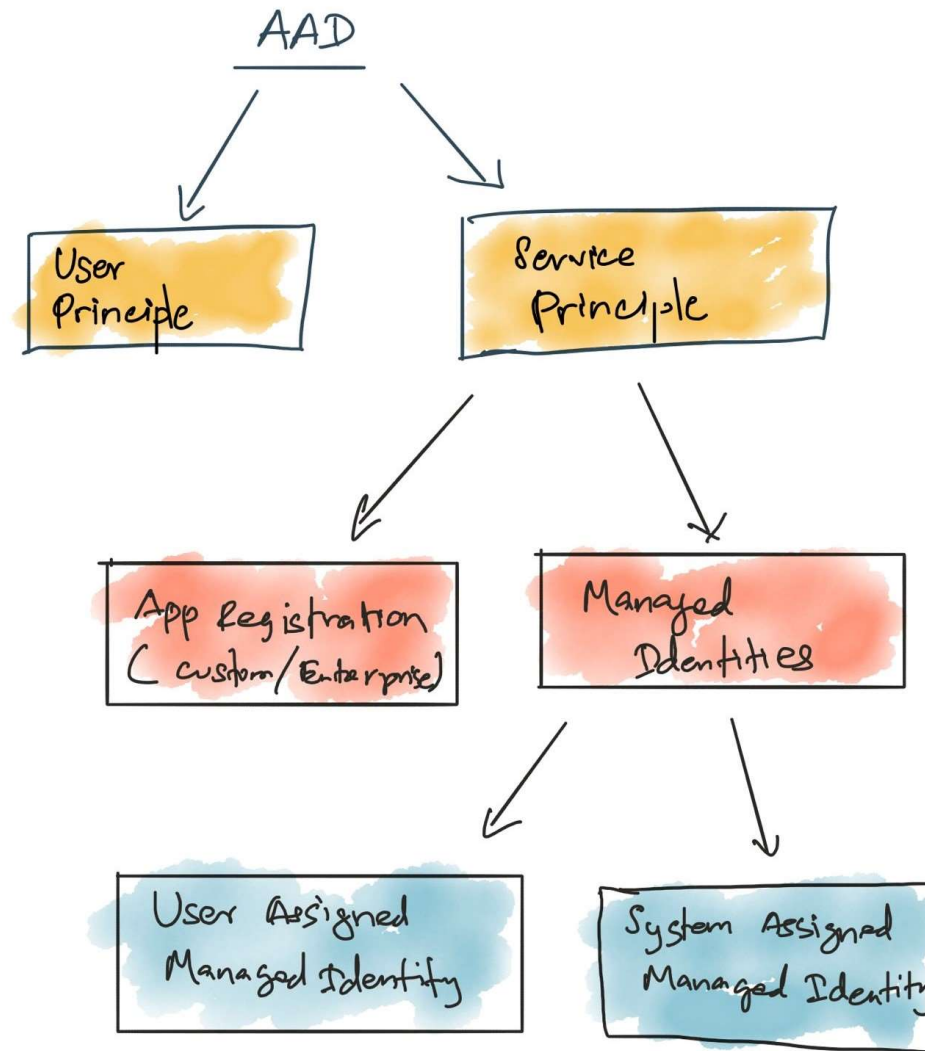 AAD
User
Principle
Service
Principle
App Registration
(Custom/Enterprise)
Managed
Identities
User Assigned
Managed Identity
System Assigned
Managed Identity